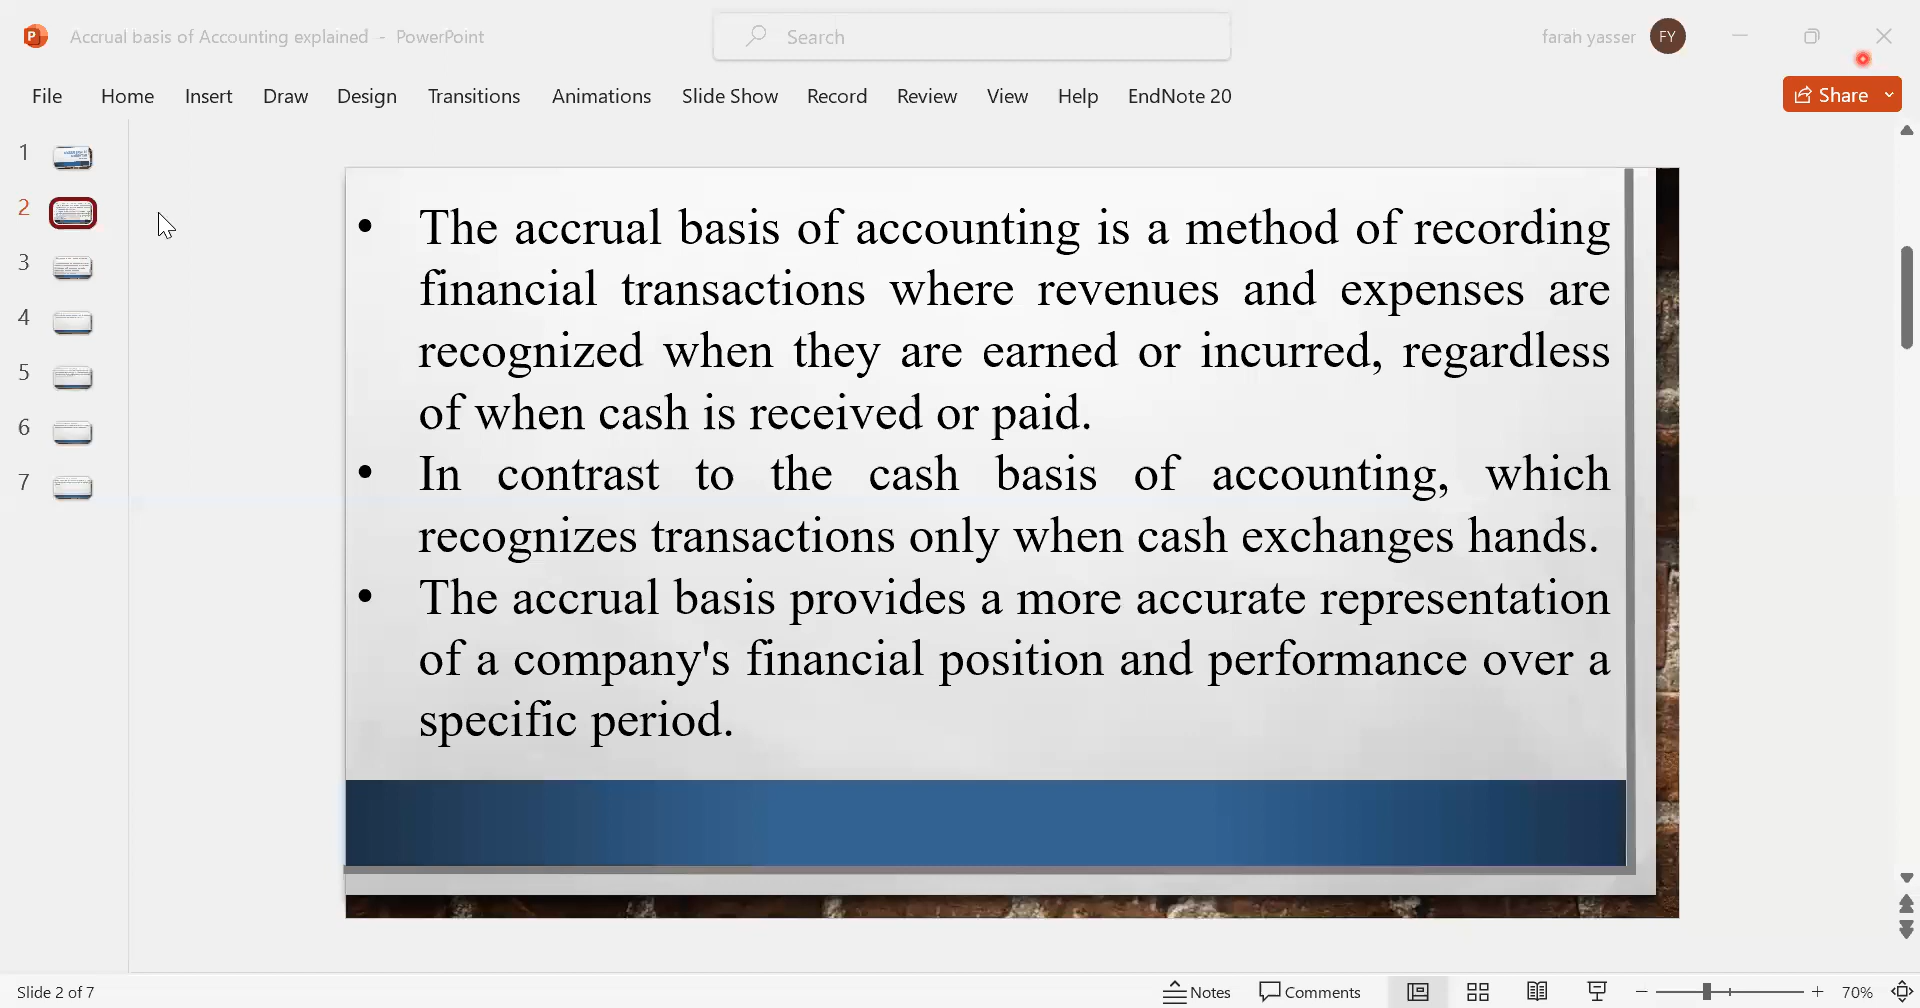 Accrual basis of Accounting explained - PowerPoint
Search
farah yasser
FY
File Home Insert Draw Design Transitions Animations Slide Show Record Review View Help EndNote 20
Share
1
2
3
4
5
6
7
• The accrual basis of accounting is a method of recording
financial transactions where revenues and expenses are
recognized when they are earned or incurred, regardless
of when cash is received or paid.
• In contrast to the cash basis of accounting, which
recognizes transactions only when cash exchanges hands.
• The accrual basis provides a more accurate representation
of a company's financial position and performance over a
specific period.
Slide 2 of 7
Notes
Comments
70%